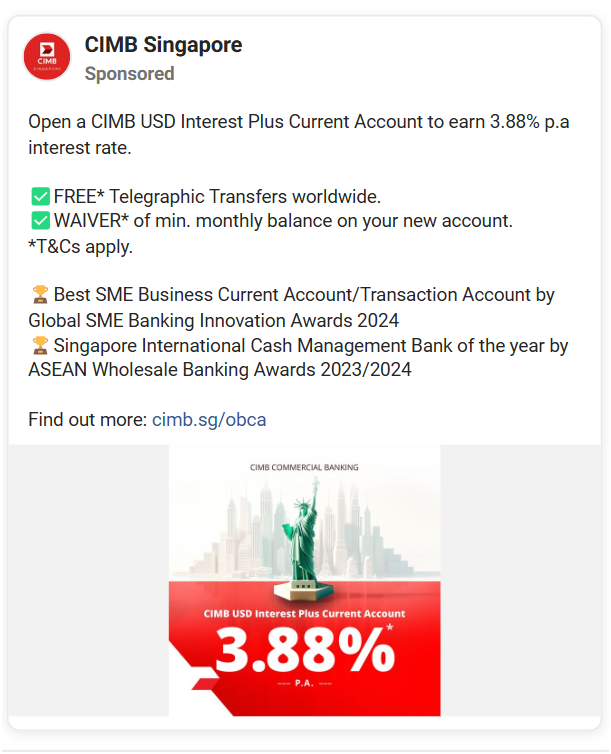 CIMB
SINGAPORE
CIMB Singapore
Sponsored
Open a CIMB USD Interest Plus Current Account to earn 3.88% p.a
interest rate.
✅ FREE* Telegraphic Transfers worldwide.
✅ WAIVER* of min. monthly balance on your new account.
*T&Cs apply.
🏆 Best SME Business Current Account/Transaction Account by
Global SME Banking Innovation Awards 2024
🏆 Singapore International Cash Management Bank of the year by
ASEAN Wholesale Banking Awards 2023/2024
Find out more: cimb.sg/obca
CIMB COMMERCIAL BANKING
CIMB USD Interest Plus Current Account
3.88%*
P.A.